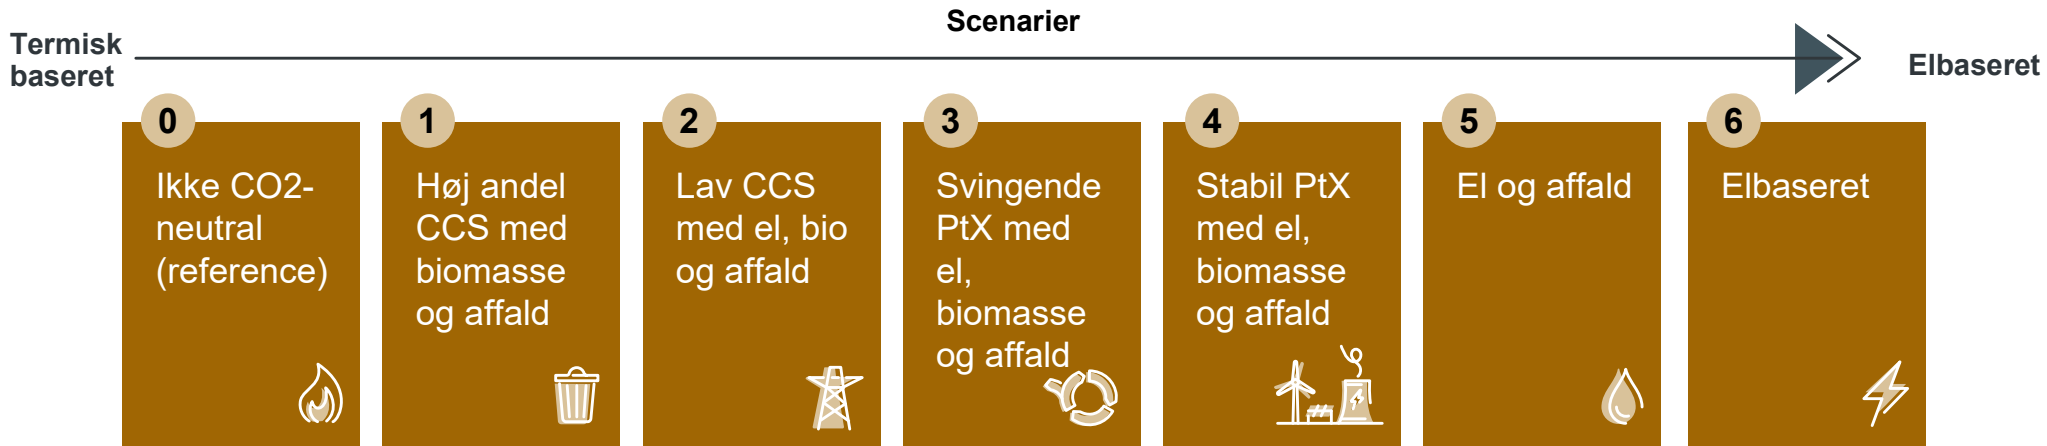 Scenarier
Termisk
baseret
Elbaseret
0
Ikke CO2-
neutral
(reference)
1
Høj andel
CCS med
biomasse
og affald
2
Lav CCS
med el, bio
og affald
3
Svingende
PtX med
el,
biomasse
og affald
4
Stabil PtX
med el,
biomasse
og affald
5
El og affald
6
Elbaseret